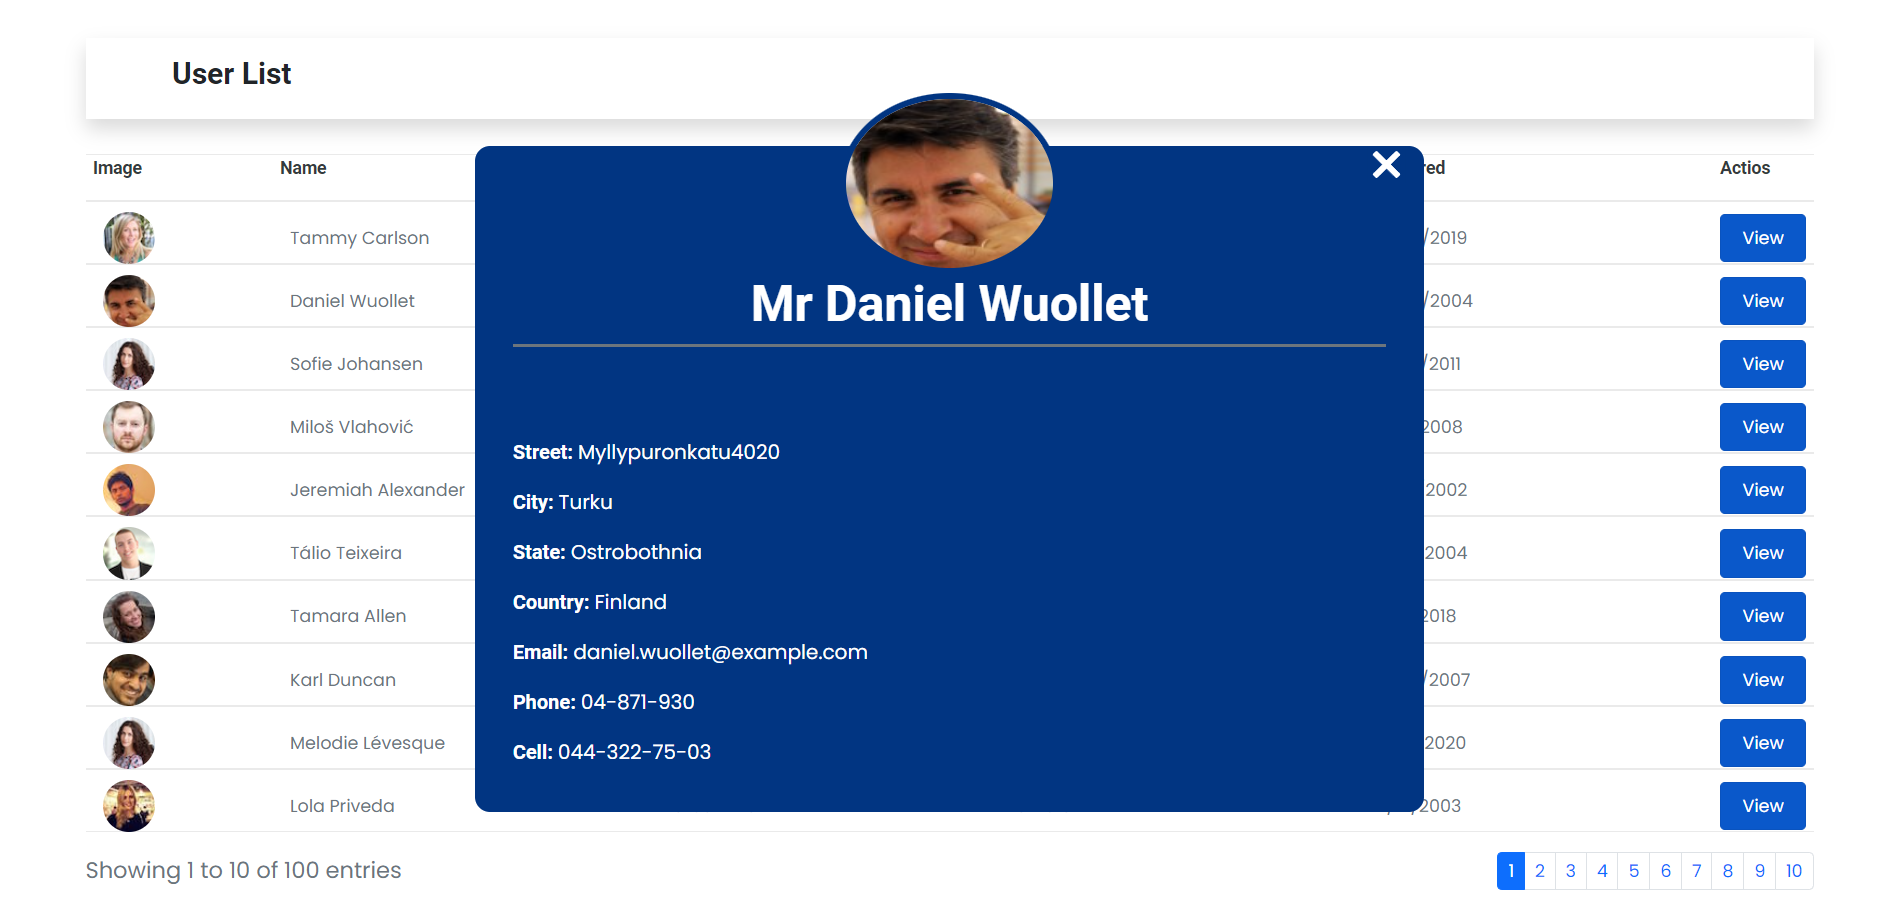 User List
Image Name red Actios
Tammy Carlson /2019 View
Daniel Wuollet /2004 View
Sofie Johansen /2011 View
Miloš Vlahović 2008 View
Jeremiah Alexander 2002 View
Tálio Teixeira 2004 View
Tamara Allen 2018 View
Karl Duncan /2007 View
Melodie Lévesque 2020 View
Lola Priveda 2003 View
Mr Daniel Wuollet
Street: Myllypuronkatu4020
City: Turku
State: Ostrobothnia
Country: Finland
Email: daniel.wuollet@example.com
Phone: 04-871-930
Cell: 044-322-75-03
Showing 1 to 10 of 100 entries
1 2 3 4 5 6 7 8 9 10